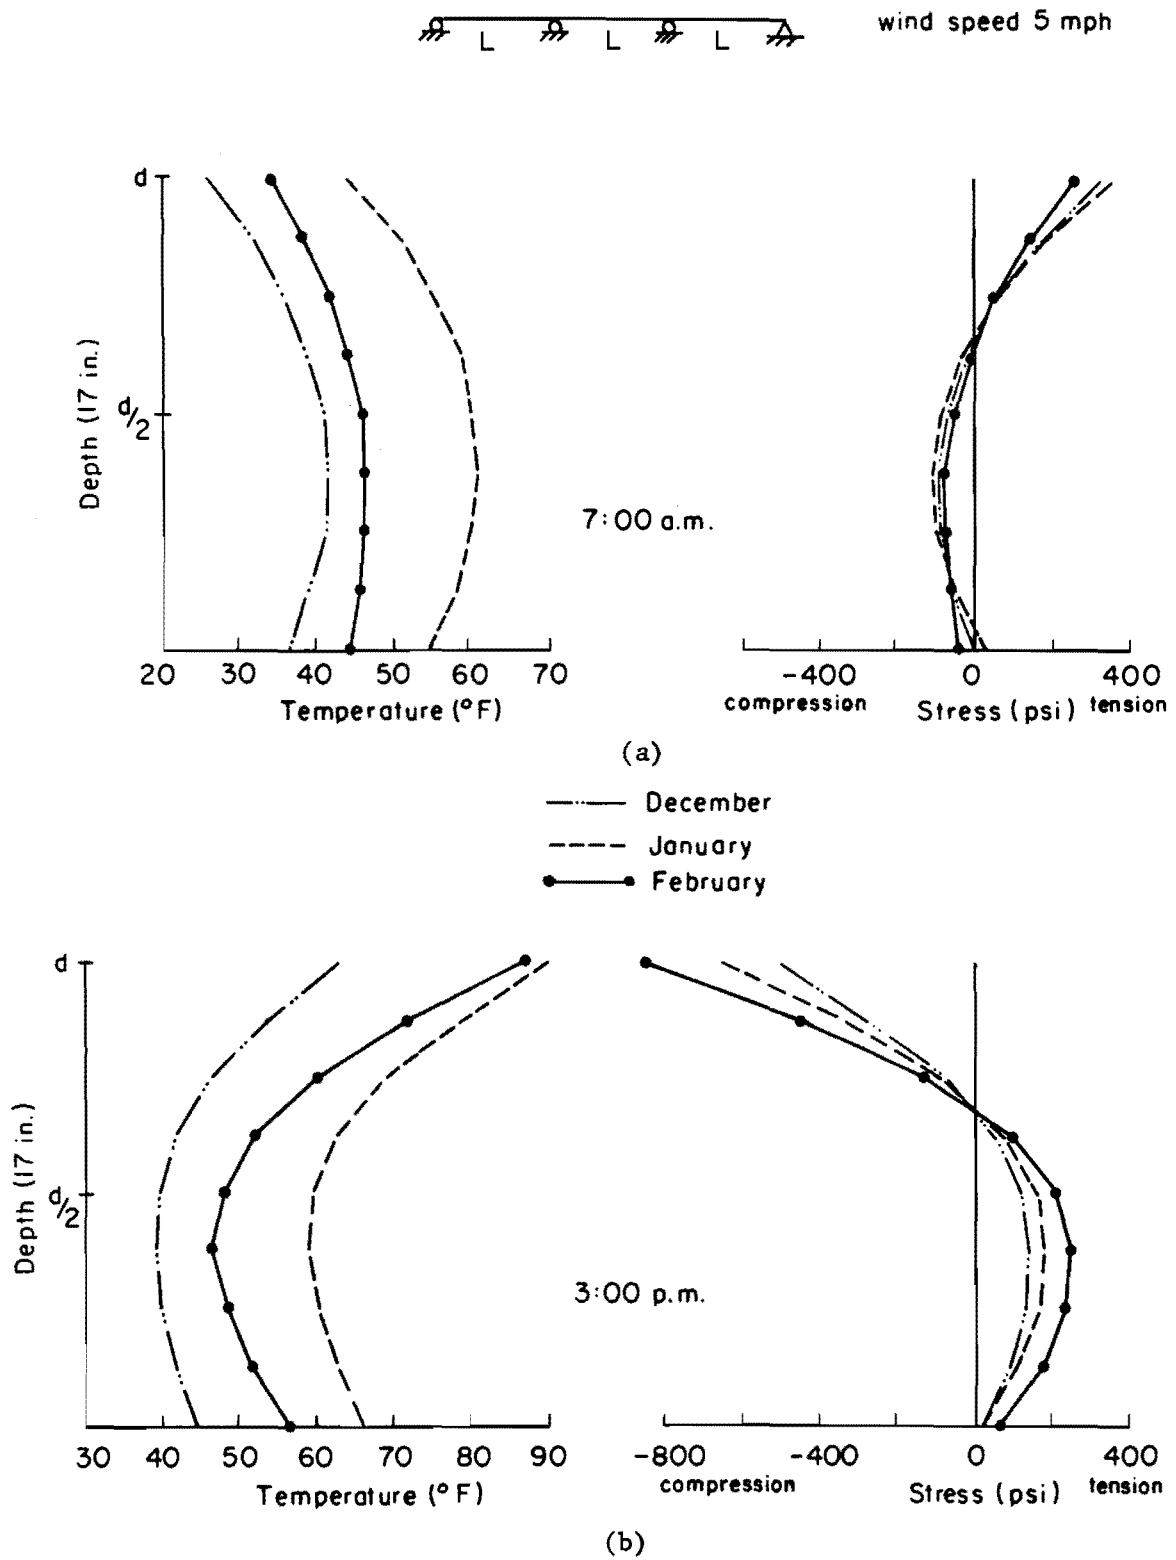 L L L
wind speed 5 mph
d
d/2
Depth (17 in.)
7:00 a.m.
20 30 40 50 60 70
Temperature (°F)
-400 0 400
compression Stress (psi) tension
(a)
December
January
February
d
d/2
Depth (17 in.)
3:00 p.m.
30 40 50 60 70 80 90
Temperature (°F)
-800 -400 0 400
compression Stress (psi) tension
(b)